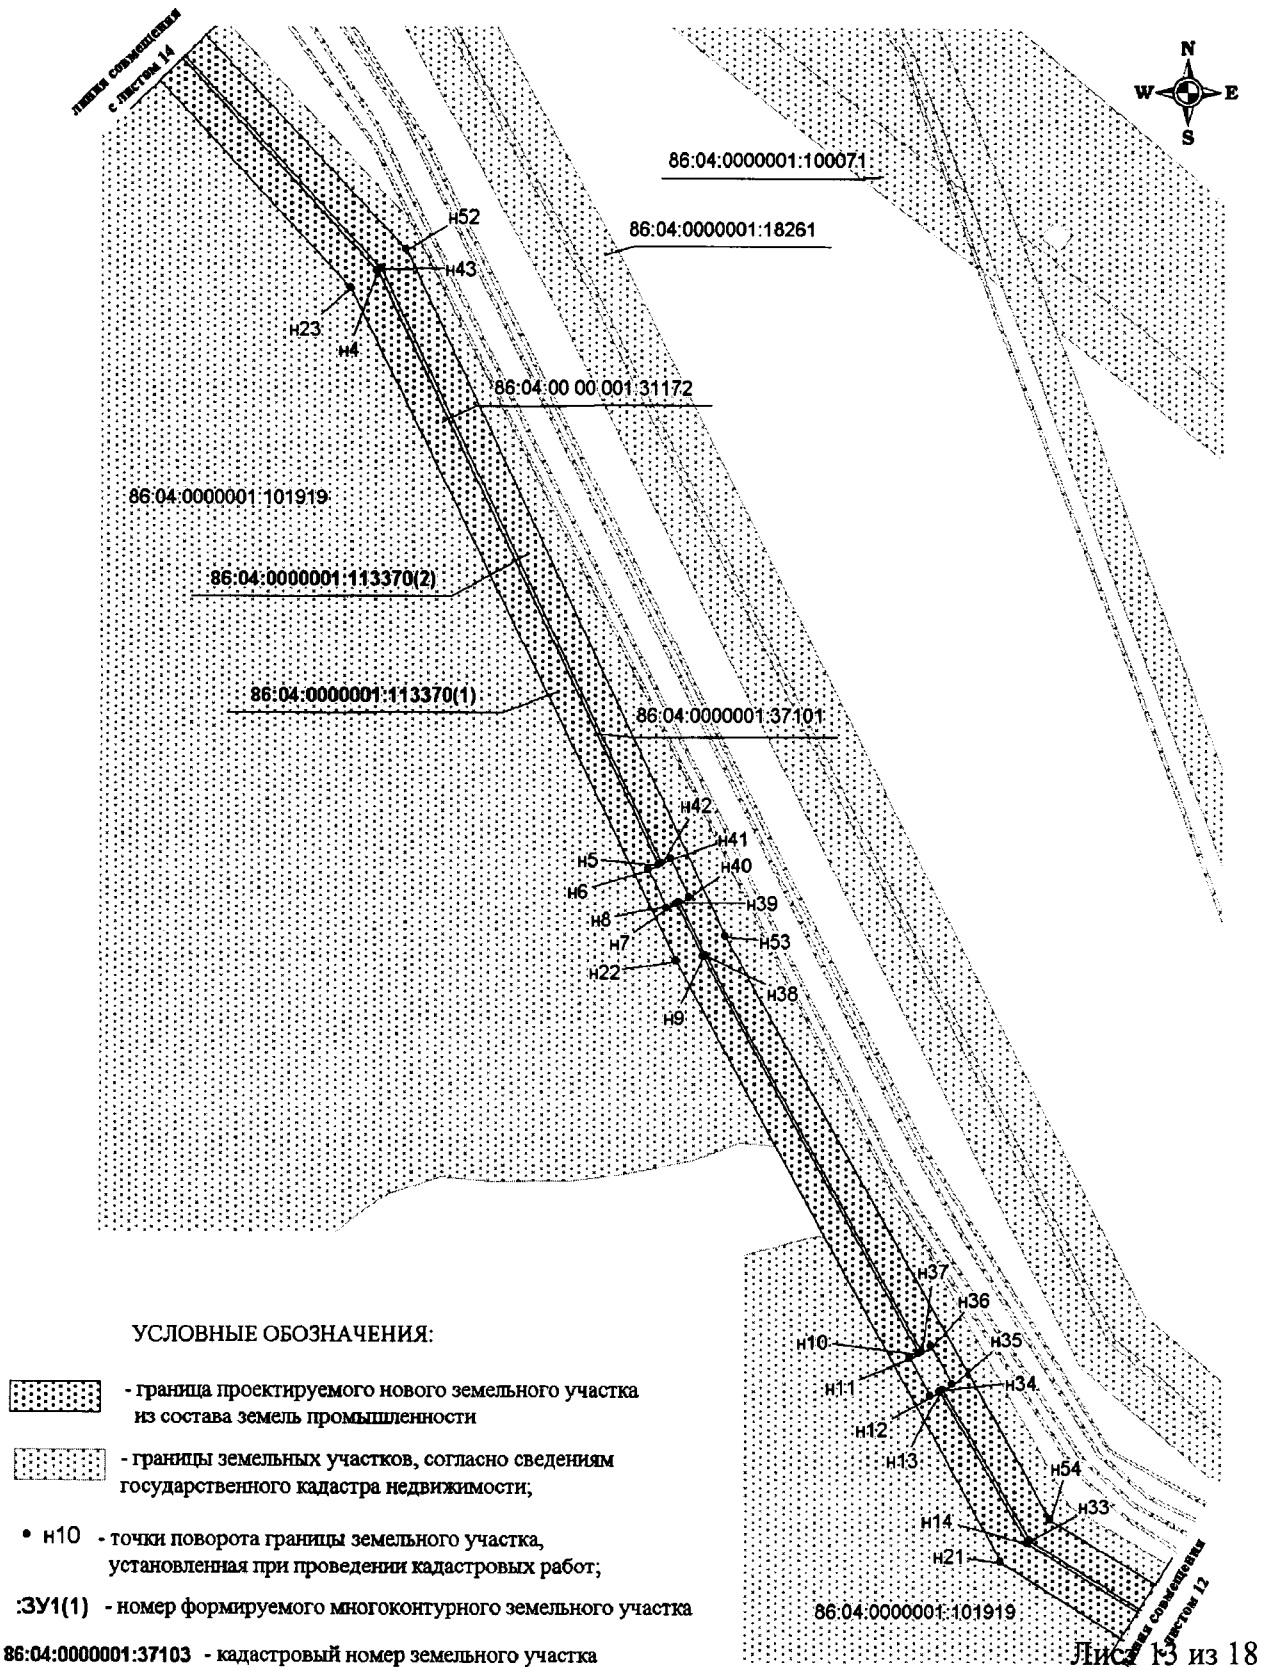 линия совмещения
с листом 14
N
W E
S
86:04:0000001:100071
н52
86:04:0000001:18261
н43
н23
н4
86:04:00 00 001:31172
86:04:0000001:101919
86:04:0000001:113370(2)
86:04:0000001:113370(1)
86:04:0000001:37101
н42
н41
н5
н6
н40
н39
н8
н7
н53
н22
н38
н9
н37
н36
н10
н35
н11
н34
н12
н13
н54
н33
н14
н21
86:04:0000001:101919
линия совмещения
с листом 12
УСЛОВНЫЕ ОБОЗНАЧЕНИЯ:
- граница проектируемого нового земельного участка
из состава земель промышленности
- границы земельных участков, согласно сведениям
государственного кадастра недвижимости;
• н10 - точки поворота границы земельного участка,
установленная при проведении кадастровых работ;
:ЗУ1(1) - номер формируемого многоконтурного земельного участка
86:04:0000001:37103 - кадастровый номер земельного участка
Лист 13 из 18